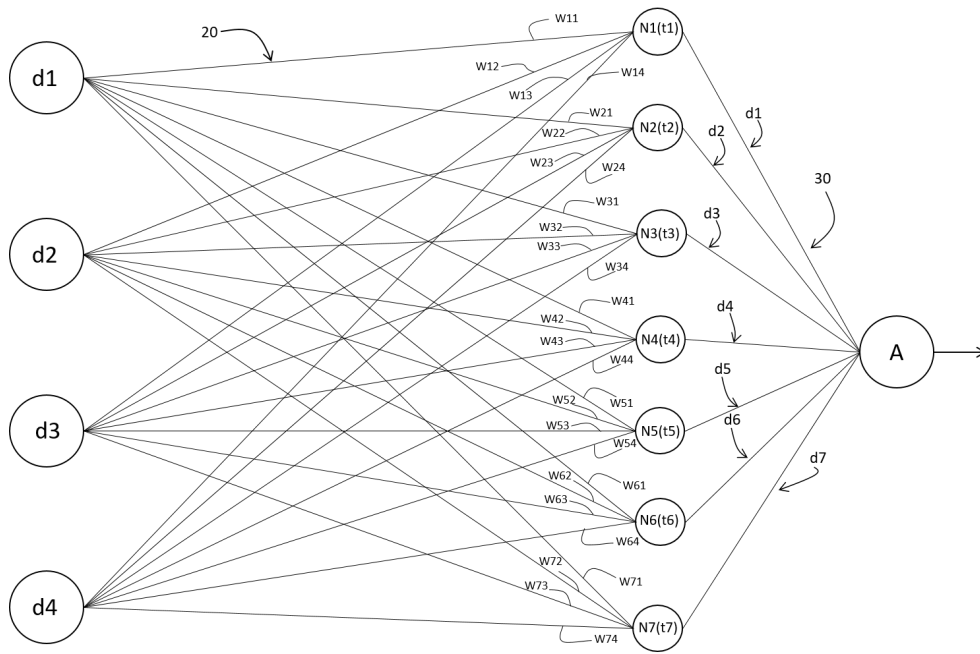 20
W11
N1(t1)
d1
W12
W13
W14
d1
W21
N2(t2)
d2
W22
W23
W24
30
W31
d3
W32
N3(t3)
W33
d2
W34
W41
d4
W42
N4(t4)
W43
A
W44
d5
W52
W51
d6
W53
N5(t5)
d3
W54
d7
W62
W61
W63
N6(t6)
W64
W72
W71
W73
d4
N7(t7)
W74